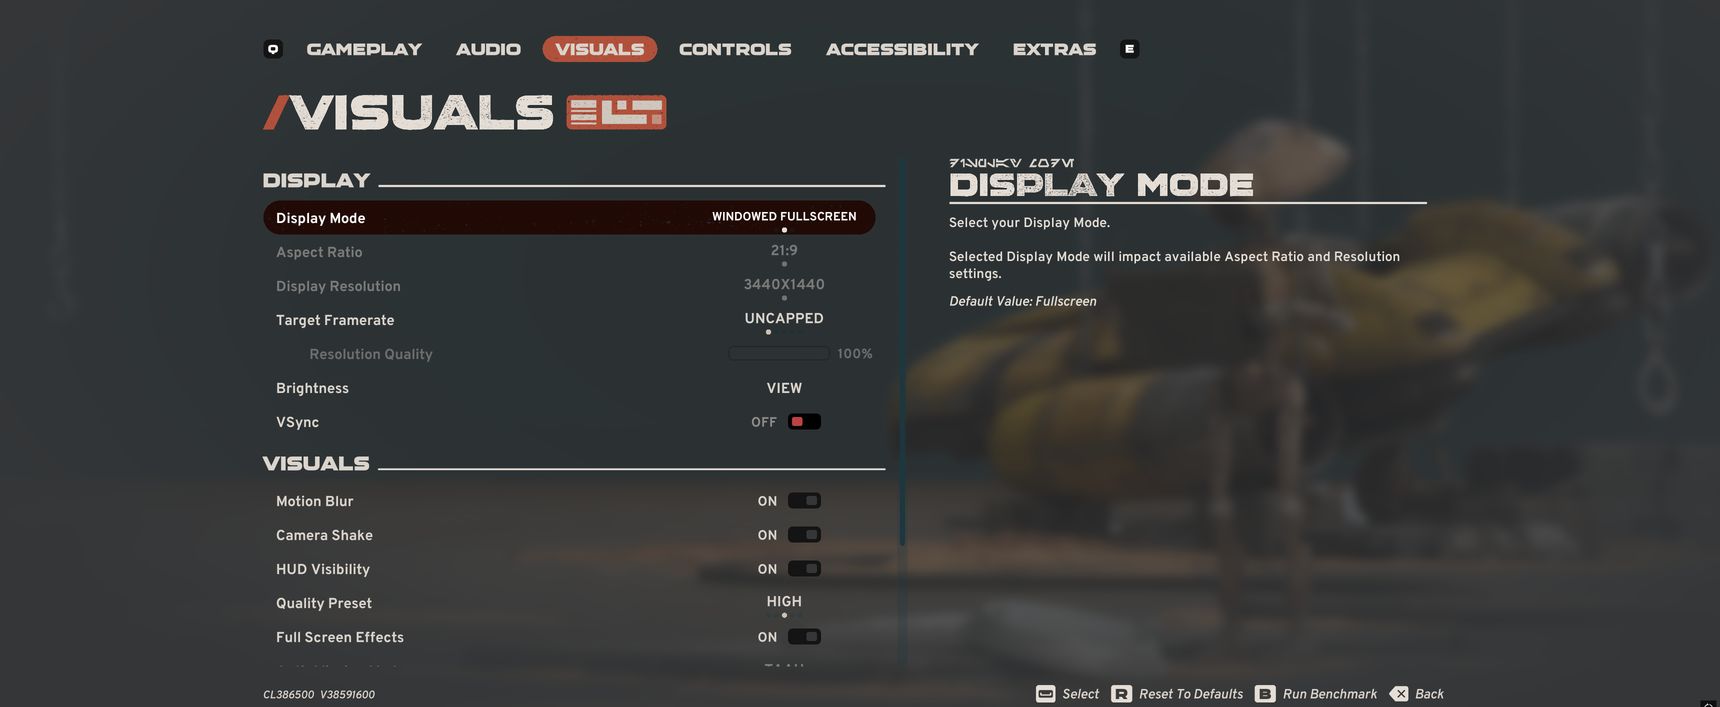 Q GAMEPLAY AUDIO VISUALS CONTROLS ACCESSIBILITY EXTRAS E
/VISUALS
DISPLAY
Display Mode WINDOWED FULLSCREEN
Aspect Ratio 21:9
Display Resolution 3440X1440
Target Framerate UNCAPPED
Resolution Quality 100%
Brightness VIEW
VSync OFF
VISUALS
Motion Blur ON
Camera Shake ON
HUD Visibility ON
Quality Preset HIGH
Full Screen Effects ON
DISPLAY MODE
Select your Display Mode.
Selected Display Mode will impact available Aspect Ratio and Resolution
settings.
Default Value: Fullscreen
CL386500 V38591600
Select R Reset To Defaults B Run Benchmark Back